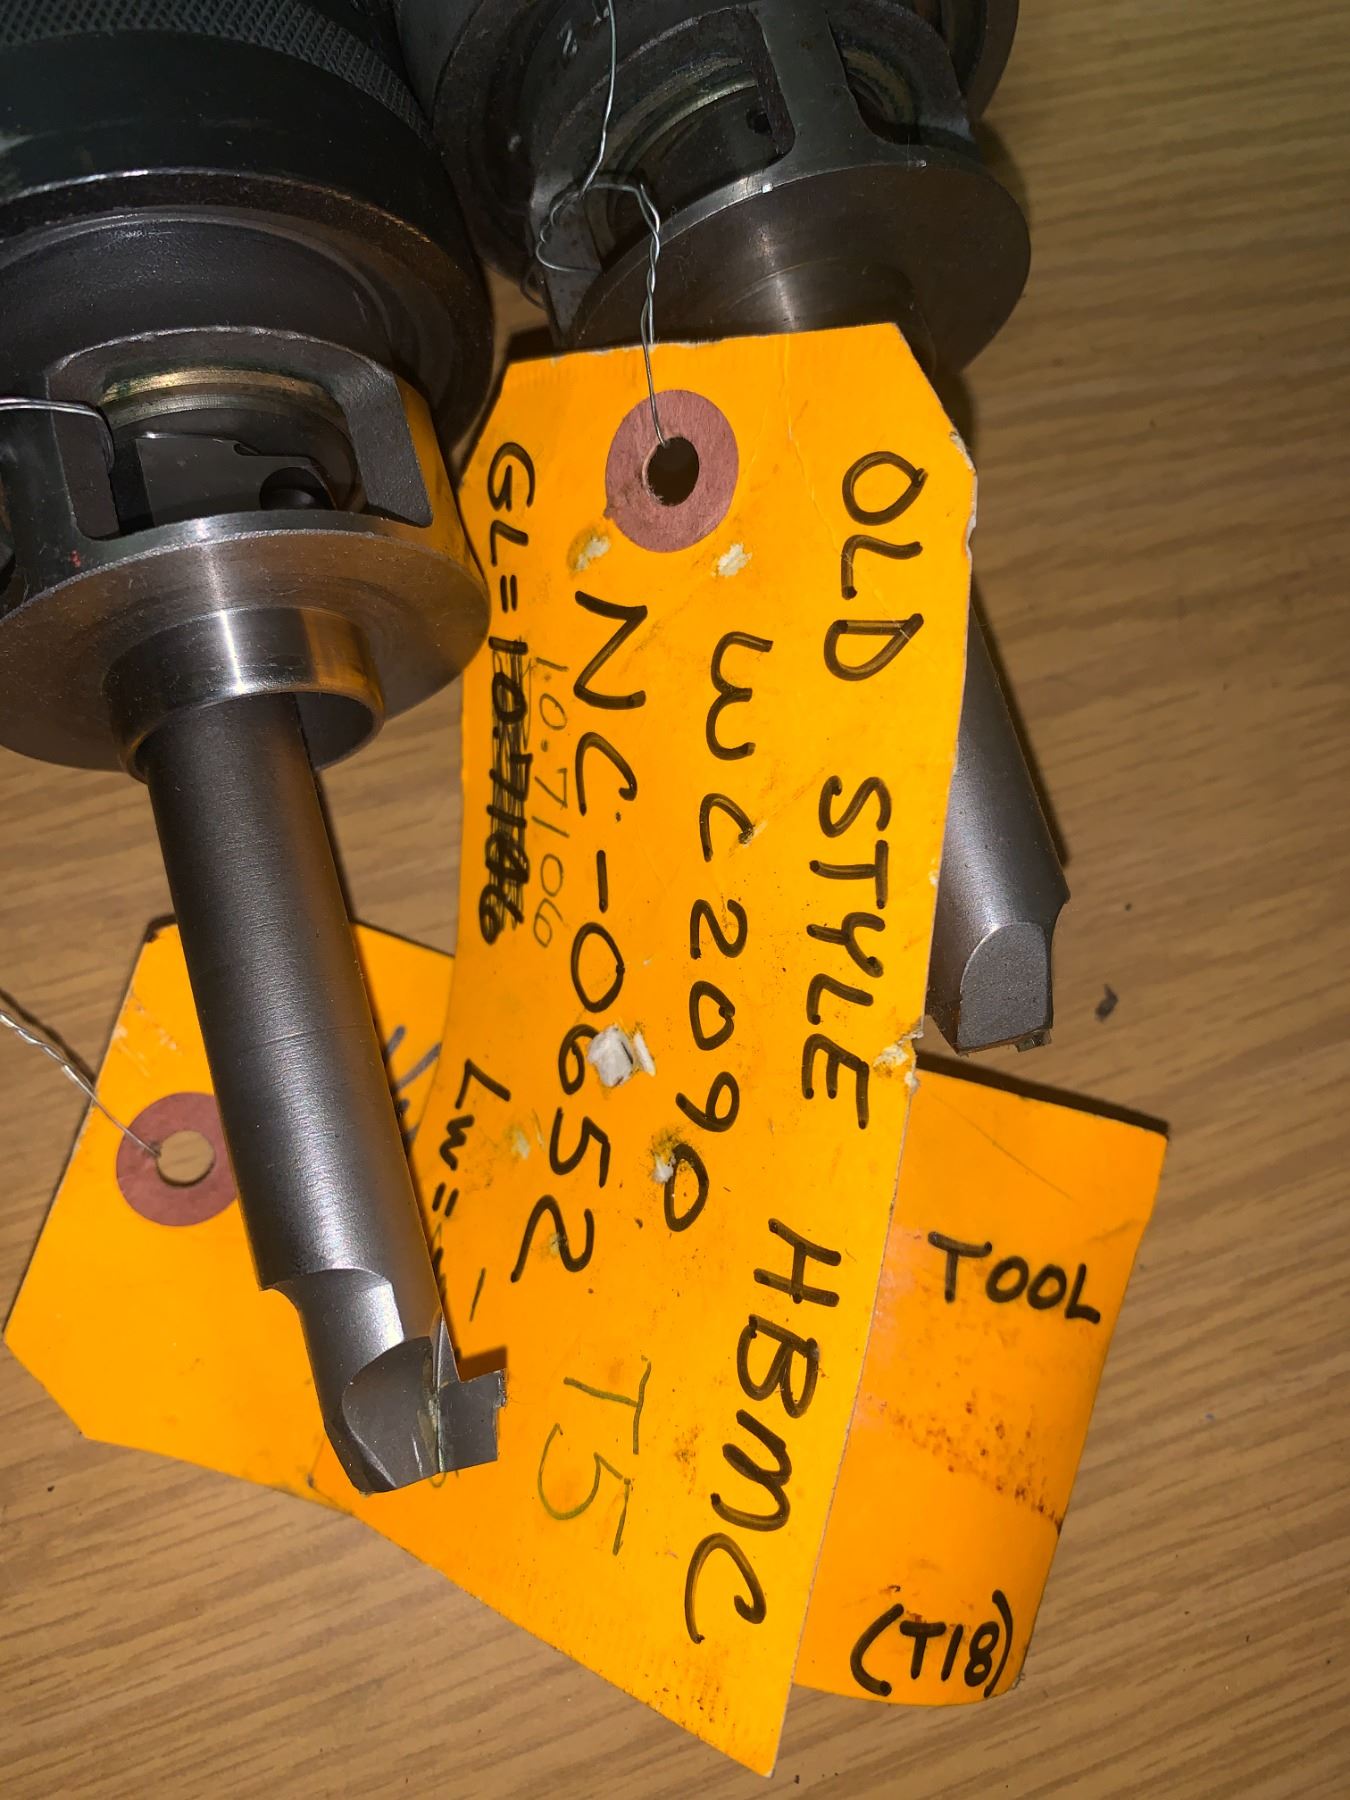 OLD STYLE HBMC
WC2090
NC-0652 T5
GL= 10.7106
LW=
TOOL
(T18)